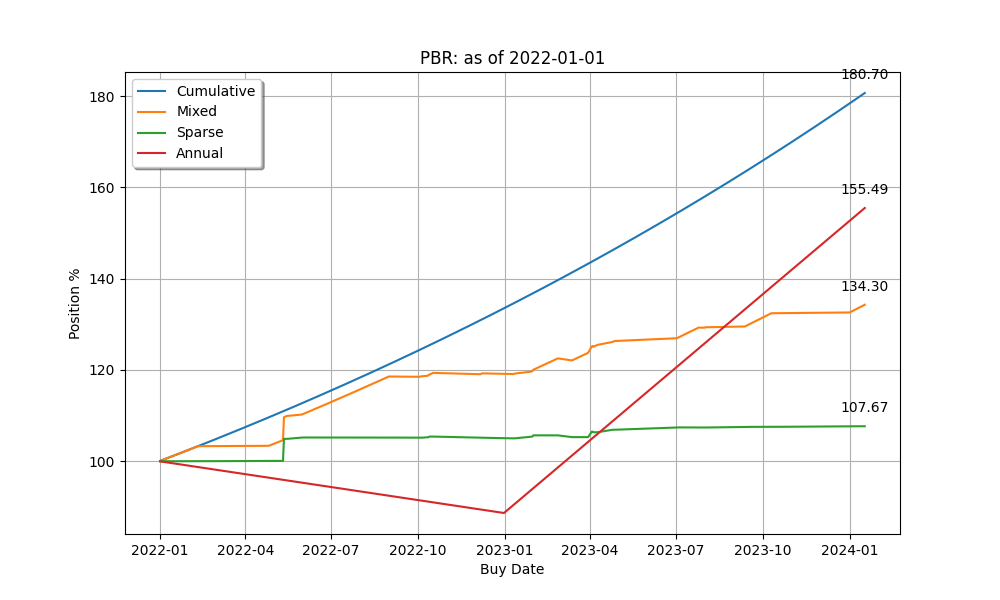 PBR: as of 2022-01-01
180.70
180
Cumulative
Mixed
Sparse
Annual
160
155.49
140
134.30
120
107.67
100
Position %
2022-01 2022-04 2022-07 2022-10 2023-01 2023-04 2023-07 2023-10 2024-01
Buy Date